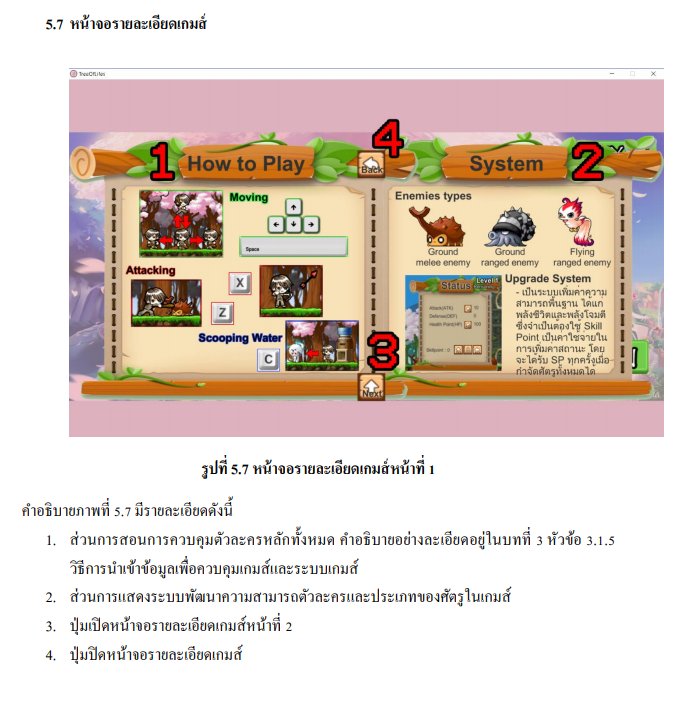 5.7 หน้าจอรายละเอียดเกมส์
TreeOfLifes
1
How to Play
4
Back
System
2
Moving
Space
Attacking
X
Z
Scooping Water
C
3
Next
Enemies types
Ground
melee enemy
Ground
ranged enemy
Flying
ranged enemy
Status
Level1
Attack(ATK)
Defense(DEF)
Health Point(HP)
Upgrade System
- เป็นระบบเพิ่มค่าความ
สามารถพื้นฐาน ได้แก่
พลังชีวิตและพลังโจมตี
ซึ่งจำเป็นต้องใช้ Skill
Point เป็นค่าใช้จ่ายใน
การเพิ่มค่าสถานะ โดย
จะได้รับ SP ทุกครั้งเมื่อ
กำจัดศัตรูทั้งหมดได้
รูปที่ 5.7 หน้าจอรายละเอียดเกมส์หน้าที่ 1
คำอธิบายภาพที่ 5.7 มีรายละเอียดดังนี้
1. ส่วนการสอนการควบคุมตัวละครหลักทั้งหมด คำอธิบายอย่างละเอียดอยู่ในบทที่ 3 หัวข้อ 3.1.5
วิธีการนำเข้าข้อมูลเพื่อควบคุมเกมส์และระบบเกมส์
2. ส่วนการแสดงระบบพัฒนาความสามารถตัวละครและประเภทของศัตรูในเกมส์
3. ปุ่มเปิดหน้าจอรายละเอียดเกมส์หน้าที่ 2
4. ปุ่มปิดหน้าจอรายละเอียดเกมส์